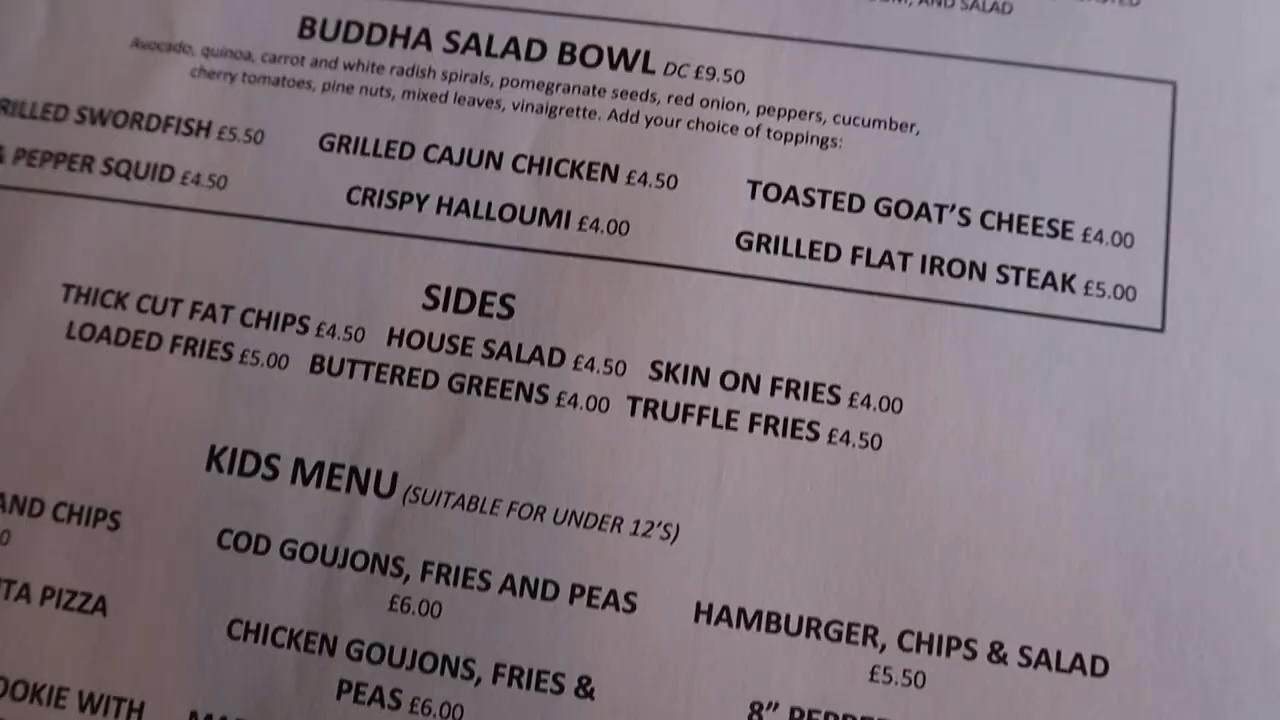 AND SALAD
BUDDHA SALAD BOWL DC £9.50
Avocado, quinoa, carrot and white radish spirals, pomegranate seeds, red onion, peppers, cucumber,
cherry tomatoes, pine nuts, mixed leaves, vinaigrette. Add your choice of toppings:
RILLED SWORDFISH £5.50 GRILLED CAJUN CHICKEN £4.50 TOASTED GOAT'S CHEESE £4.00
& PEPPER SQUID £4.50 CRISPY HALLOUMI £4.00 GRILLED FLAT IRON STEAK £5.00
SIDES
THICK CUT FAT CHIPS £4.50 HOUSE SALAD £4.50 SKIN ON FRIES £4.00
LOADED FRIES £5.00 BUTTERED GREENS £4.00 TRUFFLE FRIES £4.50
KIDS MENU (SUITABLE FOR UNDER 12'S)
AND CHIPS COD GOUJONS, FRIES AND PEAS HAMBURGER, CHIPS & SALAD
0 £6.00 £5.50
TA PIZZA CHICKEN GOUJONS, FRIES & 8"
PEAS £6.00
OOKIE WITH